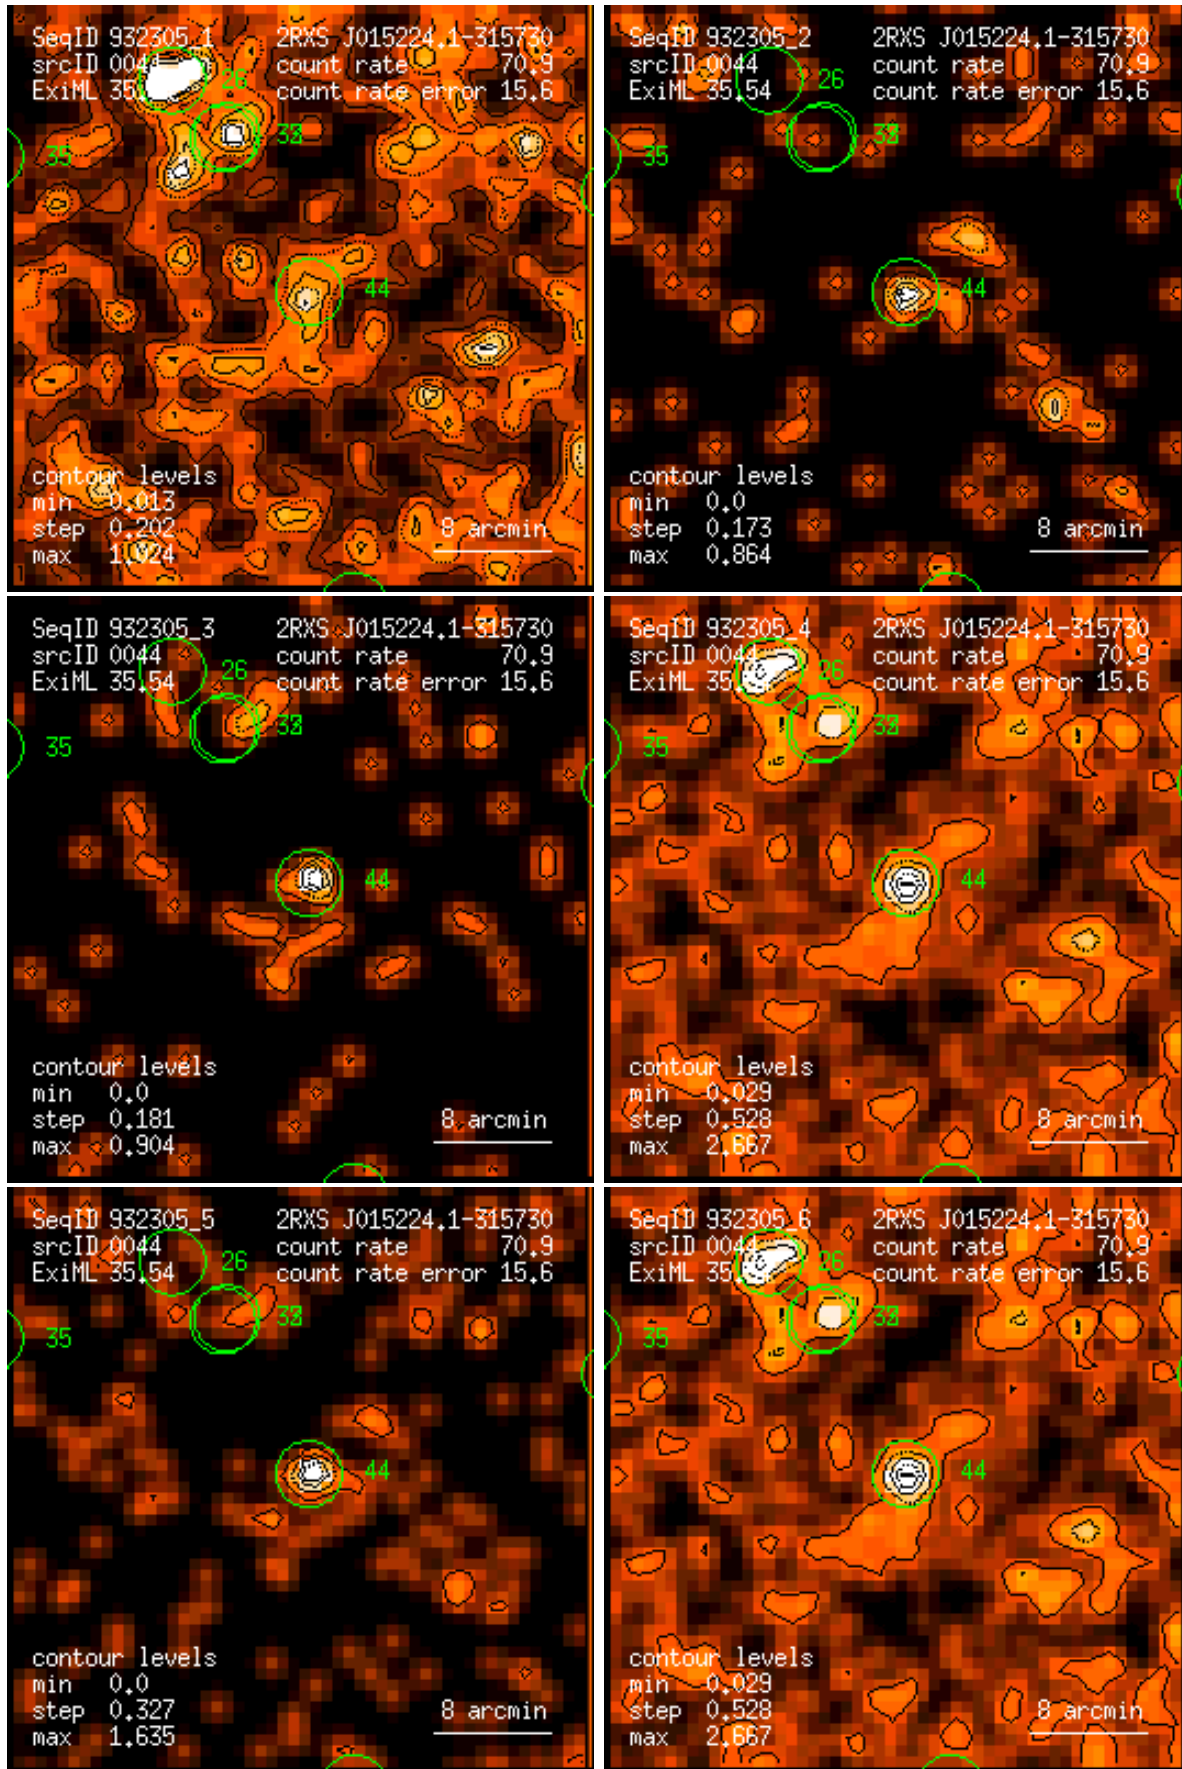 SeqID 932305_1 2RXS J015224.1-315730
srcID 0044 count rate 70.9
ExiML 35.54 count rate error 15.6
26
35
44
contour levels
min 0.013
step 0.202
max 1.024
8 arcmin
SeqID 932305_2 2RXS J015224.1-315730
srcID 0044 count rate 70.9
ExiML 35.54 count rate error 15.6
26
35
44
contour levels
min 0.0
step 0.173
max 0.864
8 arcmin
SeqID 932305_3 2RXS J015224.1-315730
srcID 0044 count rate 70.9
ExiML 35.54 count rate error 15.6
26
35
44
contour levels
min 0.0
step 0.181
max 0.904
8 arcmin
SeqID 932305_4 2RXS J015224.1-315730
srcID 0044 count rate 70.9
count rate error 15.6
26
35
44
contour levels
min 0.029
step 0.528
max 2.667
8 arcmin
SeqID 932305_5 2RXS J015224.1-315730
srcID 0044 count rate 70.9
ExiML 35.54 count rate error 15.6
26
35
44
contour levels
min 0.0
step 0.327
max 1.635
8 arcmin
SeqID 932305_6 2RXS J015224.1-315730
srcID 0044 count rate 70.9
count rate error 15.6
26
35
44
contour levels
min 0.029
step 0.528
max 2.667
8 arcmin